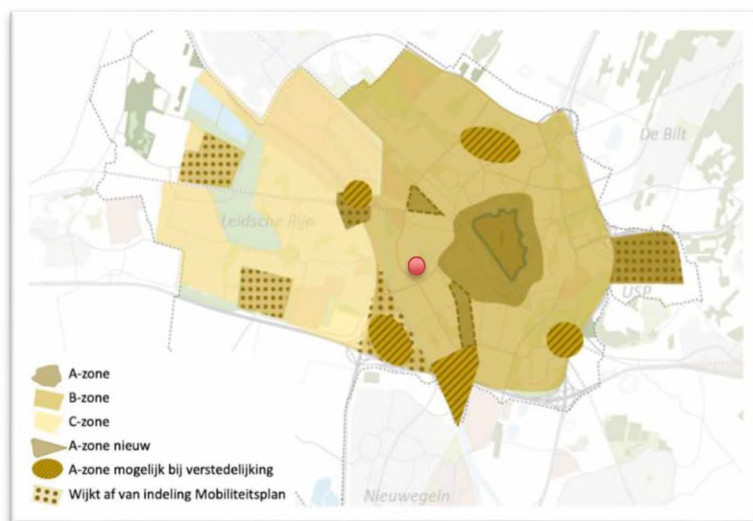 De Bilt
Leidsche Rijn
USP
A-zone
B-zone
C-zone
A-zone nieuw
A-zone mogelijk bij verstedelijking
Wijkt af van indeling Mobiliteitsplan
Nieuwegein